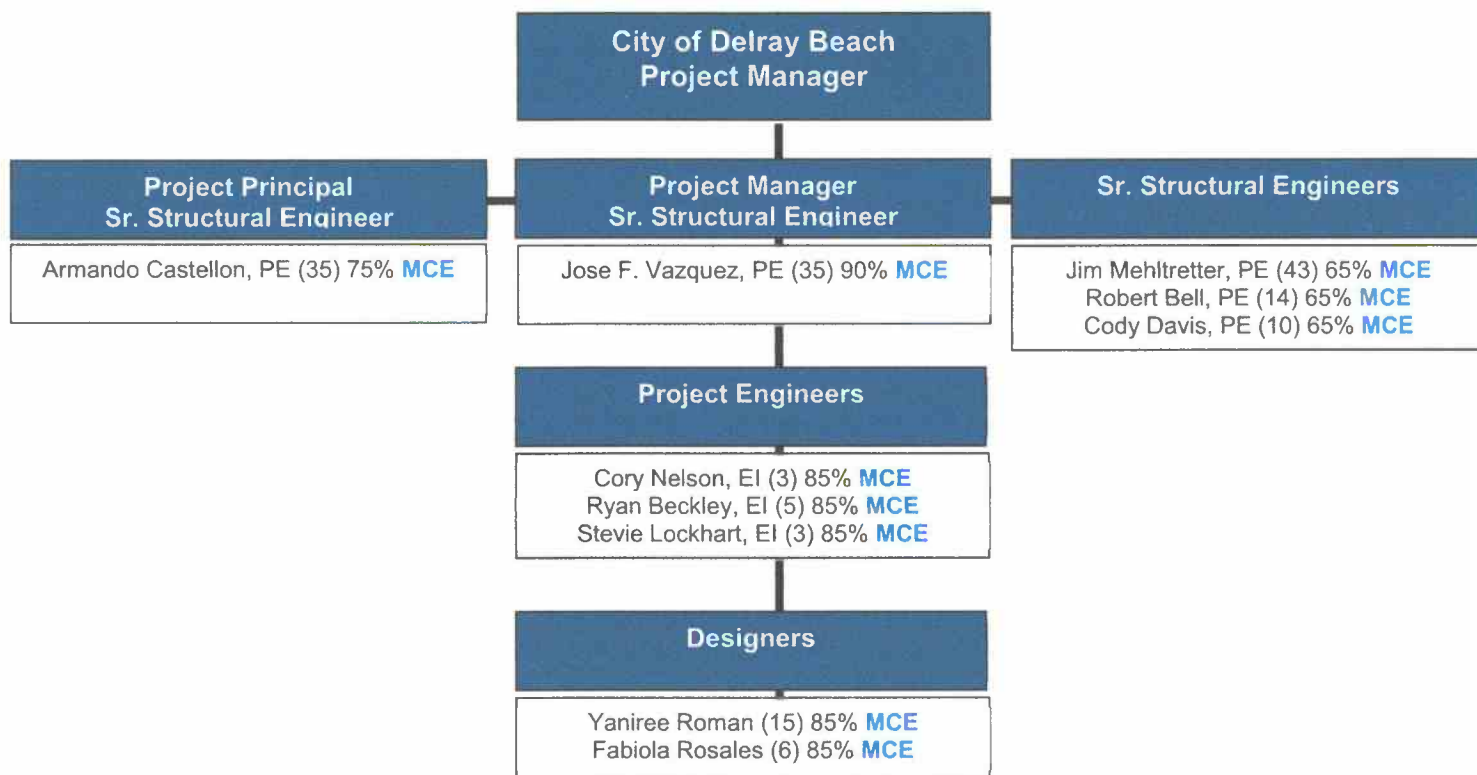 City of Delray Beach
Project Manager
Project Principal
Sr. Structural Engineer
Armando Castellon, PE (35) 75% MCE
Project Manager
Sr. Structural Engineer
Jose F. Vazquez, PE (35) 90% MCE
Sr. Structural Engineers
Jim Mehltretter, PE (43) 65% MCE
Robert Bell, PE (14) 65% MCE
Cody Davis, PE (10) 65% MCE
Project Engineers
Cory Nelson, EI (3) 85% MCE
Ryan Beckley, EI (5) 85% MCE
Stevie Lockhart, EI (3) 85% MCE
Designers
Yaniree Roman (15) 85% MCE
Fabiola Rosales (6) 85% MCE